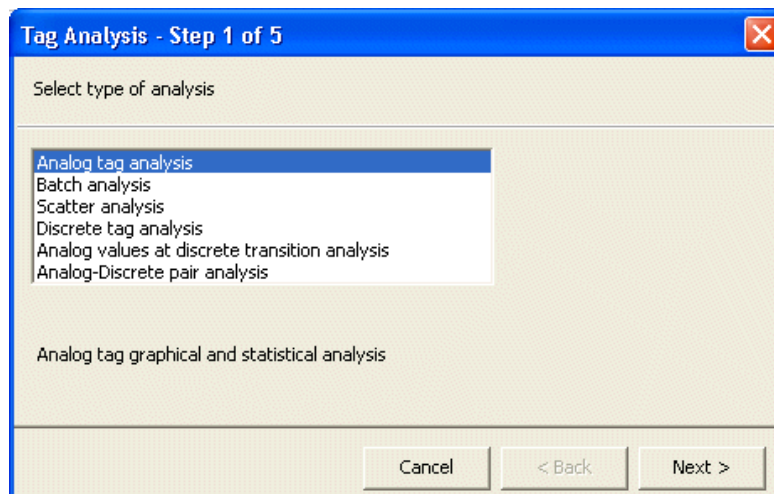 Tag Analysis - Step 1 of 5
Select type of analysis
Analog tag analysis
Batch analysis
Scatter analysis
Discrete tag analysis
Analog values at discrete transition analysis
Analog-Discrete pair analysis
Analog tag graphical and statistical analysis
Cancel < Back Next >